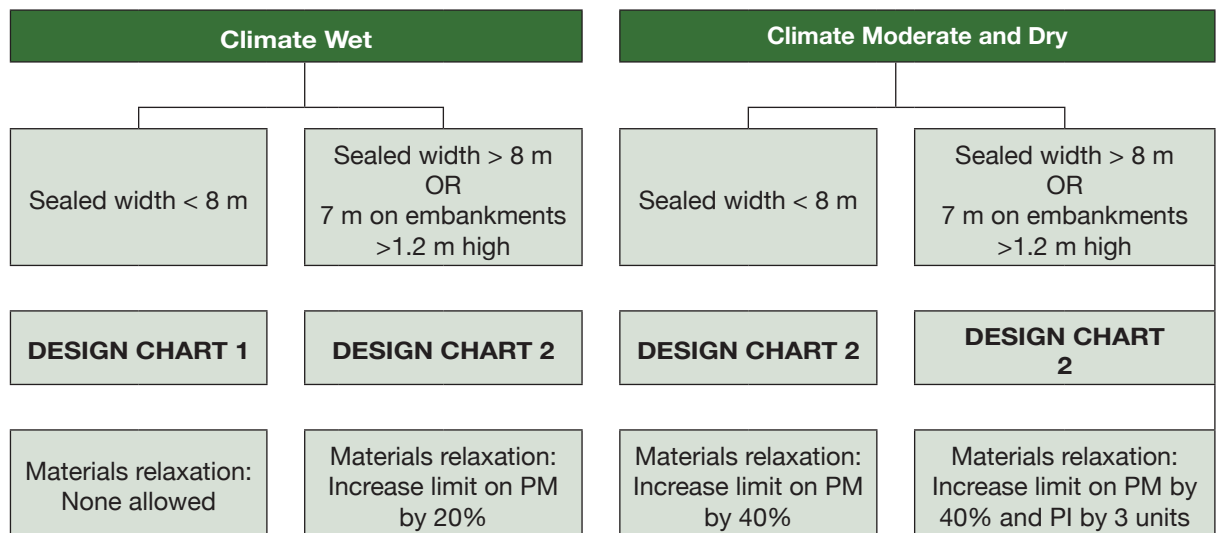 Climate Wet
Climate Moderate and Dry
Sealed width < 8 m
Sealed width > 8 m
OR
7 m on embankments
>1.2 m high
Sealed width < 8 m
Sealed width > 8 m
OR
7 m on embankments
>1.2 m high
DESIGN CHART 1
DESIGN CHART 2
DESIGN CHART 2
DESIGN CHART
2
Materials relaxation:
None allowed
Materials relaxation:
Increase limit on PM
by 20%
Materials relaxation:
Increase limit on PM
by 40%
Materials relaxation:
Increase limit on PM by
40% and PI by 3 units